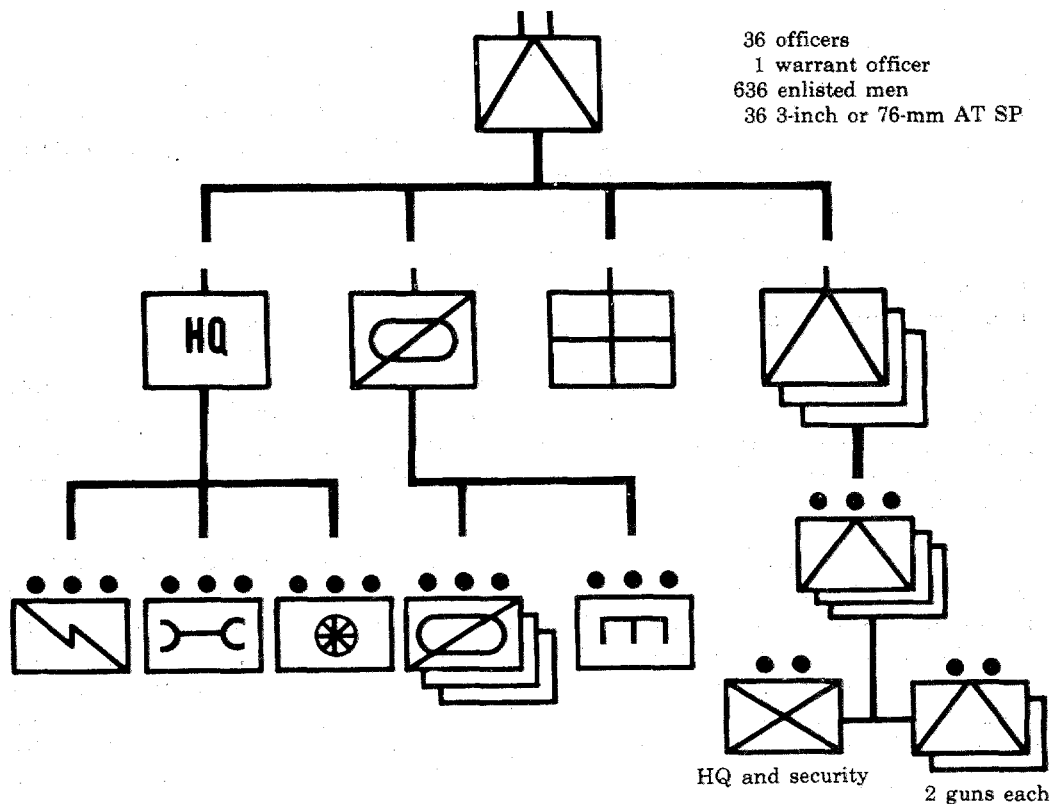 36 officers
1 warrant officer
636 enlisted men
36 3-inch or 76-mm AT SP
HQ
HQ and security
2 guns each